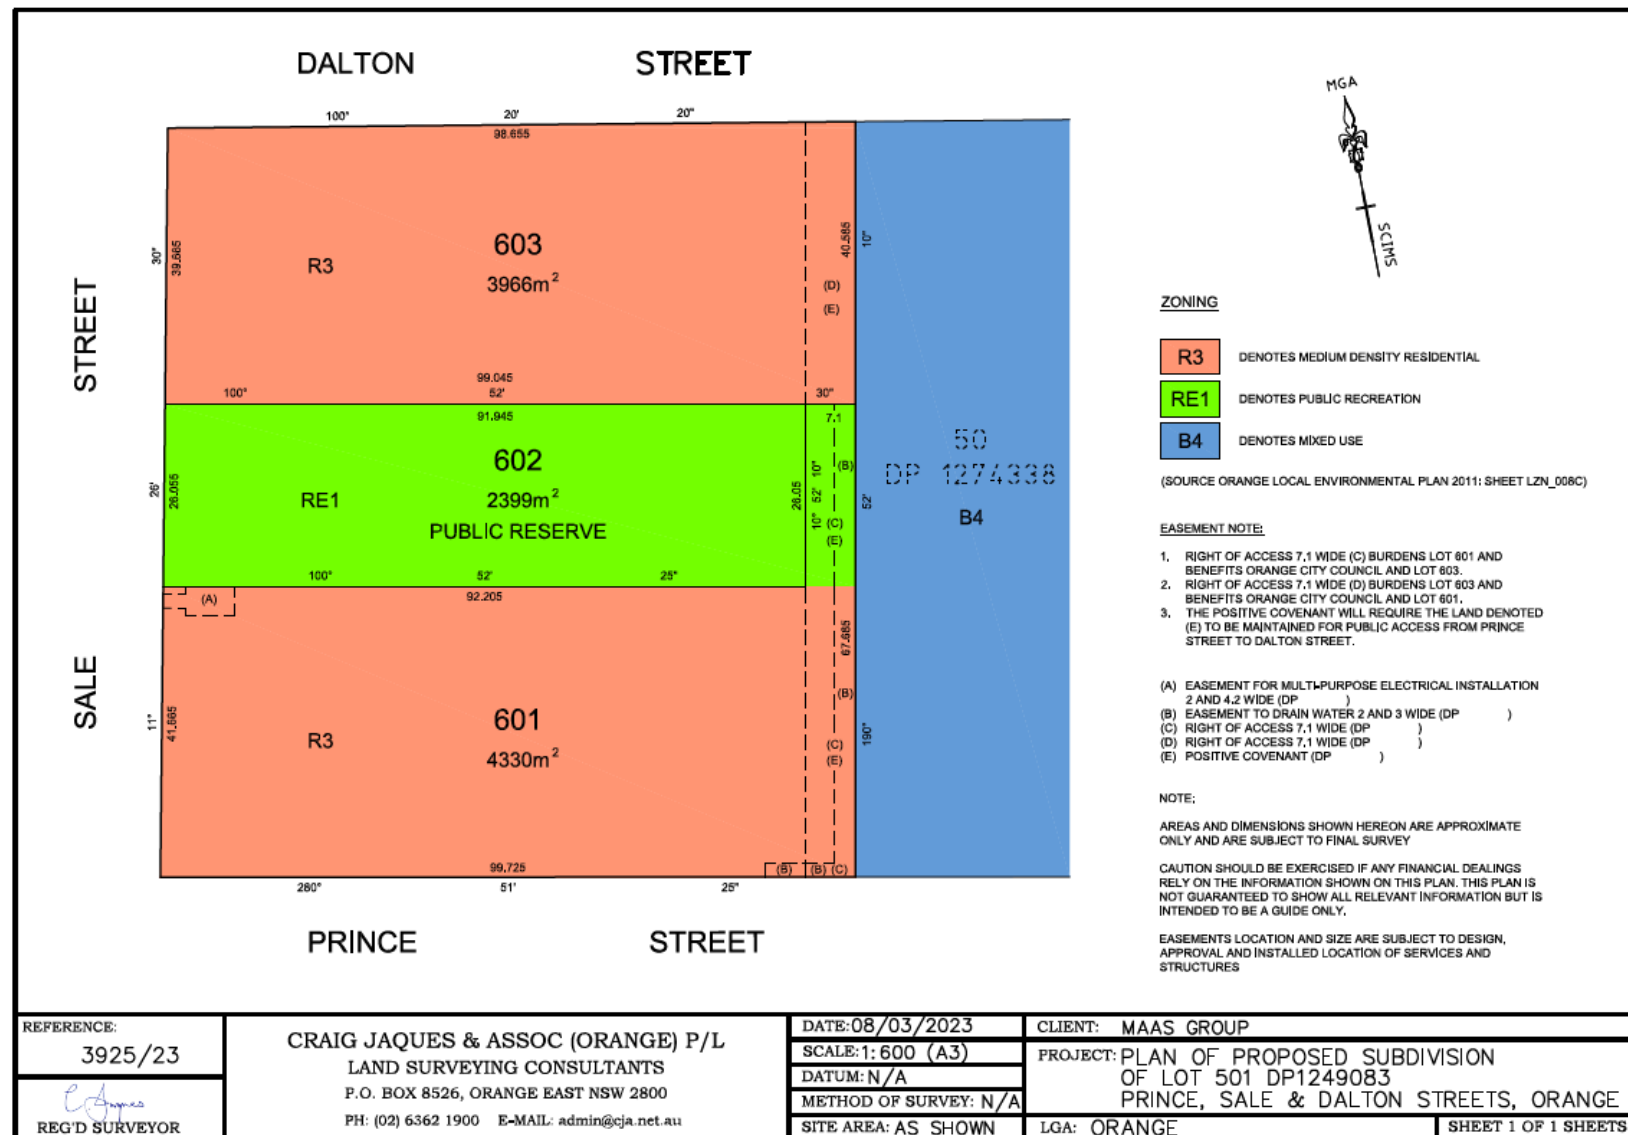 DALTON STREET
MGA
SCIMS
100° 20' 20"
98.655
30"
39.665
603
R3
3966m²
40.585
10"
(D)
(E)
STREET
99.045
100° 52' 30"
91.945
7.1
602
2399m²
RE1
PUBLIC RESERVE
26'
26.055
26.05
10° 52' 10"
(B)
(C)
(E)
52'
50
DP 1274338
B4
100° 52' 25"
92.205
(A)
SALE
11"
41.665
601
R3
4330m²
67.685
(B)
190°
(C)
(E)
99.725
(B) (B) (C)
280° 51' 25"
PRINCE STREET
ZONING
R3 DENOTES MEDIUM DENSITY RESIDENTIAL
RE1 DENOTES PUBLIC RECREATION
B4 DENOTES MIXED USE
(SOURCE ORANGE LOCAL ENVIRONMENTAL PLAN 2011: SHEET LZN_008C)
EASEMENT NOTE:
1. RIGHT OF ACCESS 7.1 WIDE (C) BURDENS LOT 601 AND
BENEFITS ORANGE CITY COUNCIL AND LOT 603.
2. RIGHT OF ACCESS 7.1 WIDE (D) BURDENS LOT 603 AND
BENEFITS ORANGE CITY COUNCIL AND LOT 601.
3. THE POSITIVE COVENANT WILL REQUIRE THE LAND DENOTED
(E) TO BE MAINTAINED FOR PUBLIC ACCESS FROM PRINCE
STREET TO DALTON STREET.
(A) EASEMENT FOR MULTI-PURPOSE ELECTRICAL INSTALLATION
2 AND 4.2 WIDE (DP )
(B) EASEMENT TO DRAIN WATER 2 AND 3 WIDE (DP )
(C) RIGHT OF ACCESS 7.1 WIDE (DP )
(D) RIGHT OF ACCESS 7.1 WIDE (DP )
(E) POSITIVE COVENANT (DP )
NOTE:
AREAS AND DIMENSIONS SHOWN HEREON ARE APPROXIMATE
ONLY AND ARE SUBJECT TO FINAL SURVEY
CAUTION SHOULD BE EXERCISED IF ANY FINANCIAL DEALINGS
RELY ON THE INFORMATION SHOWN ON THIS PLAN. THIS PLAN IS
NOT GUARANTEED TO SHOW ALL RELEVANT INFORMATION BUT IS
INTENDED TO BE A GUIDE ONLY.
EASEMENTS LOCATION AND SIZE ARE SUBJECT TO DESIGN,
APPROVAL AND INSTALLED LOCATION OF SERVICES AND
STRUCTURES
REFERENCE:
3925/23
C Jaques
REG'D SURVEYOR
CRAIG JAQUES & ASSOC (ORANGE) P/L
LAND SURVEYING CONSULTANTS
P.O. BOX 8526, ORANGE EAST NSW 2800
PH: (02) 6362 1900 E-MAIL: admin@cja.net.au
DATE: 08/03/2023
SCALE: 1:600 (A3)
DATUM: N/A
METHOD OF SURVEY: N/A
SITE AREA: AS SHOWN
CLIENT: MAAS GROUP
PROJECT: PLAN OF PROPOSED SUBDIVISION
OF LOT 501 DP1249083
PRINCE, SALE & DALTON STREETS, ORANGE
LGA: ORANGE
SHEET 1 OF 1 SHEETS